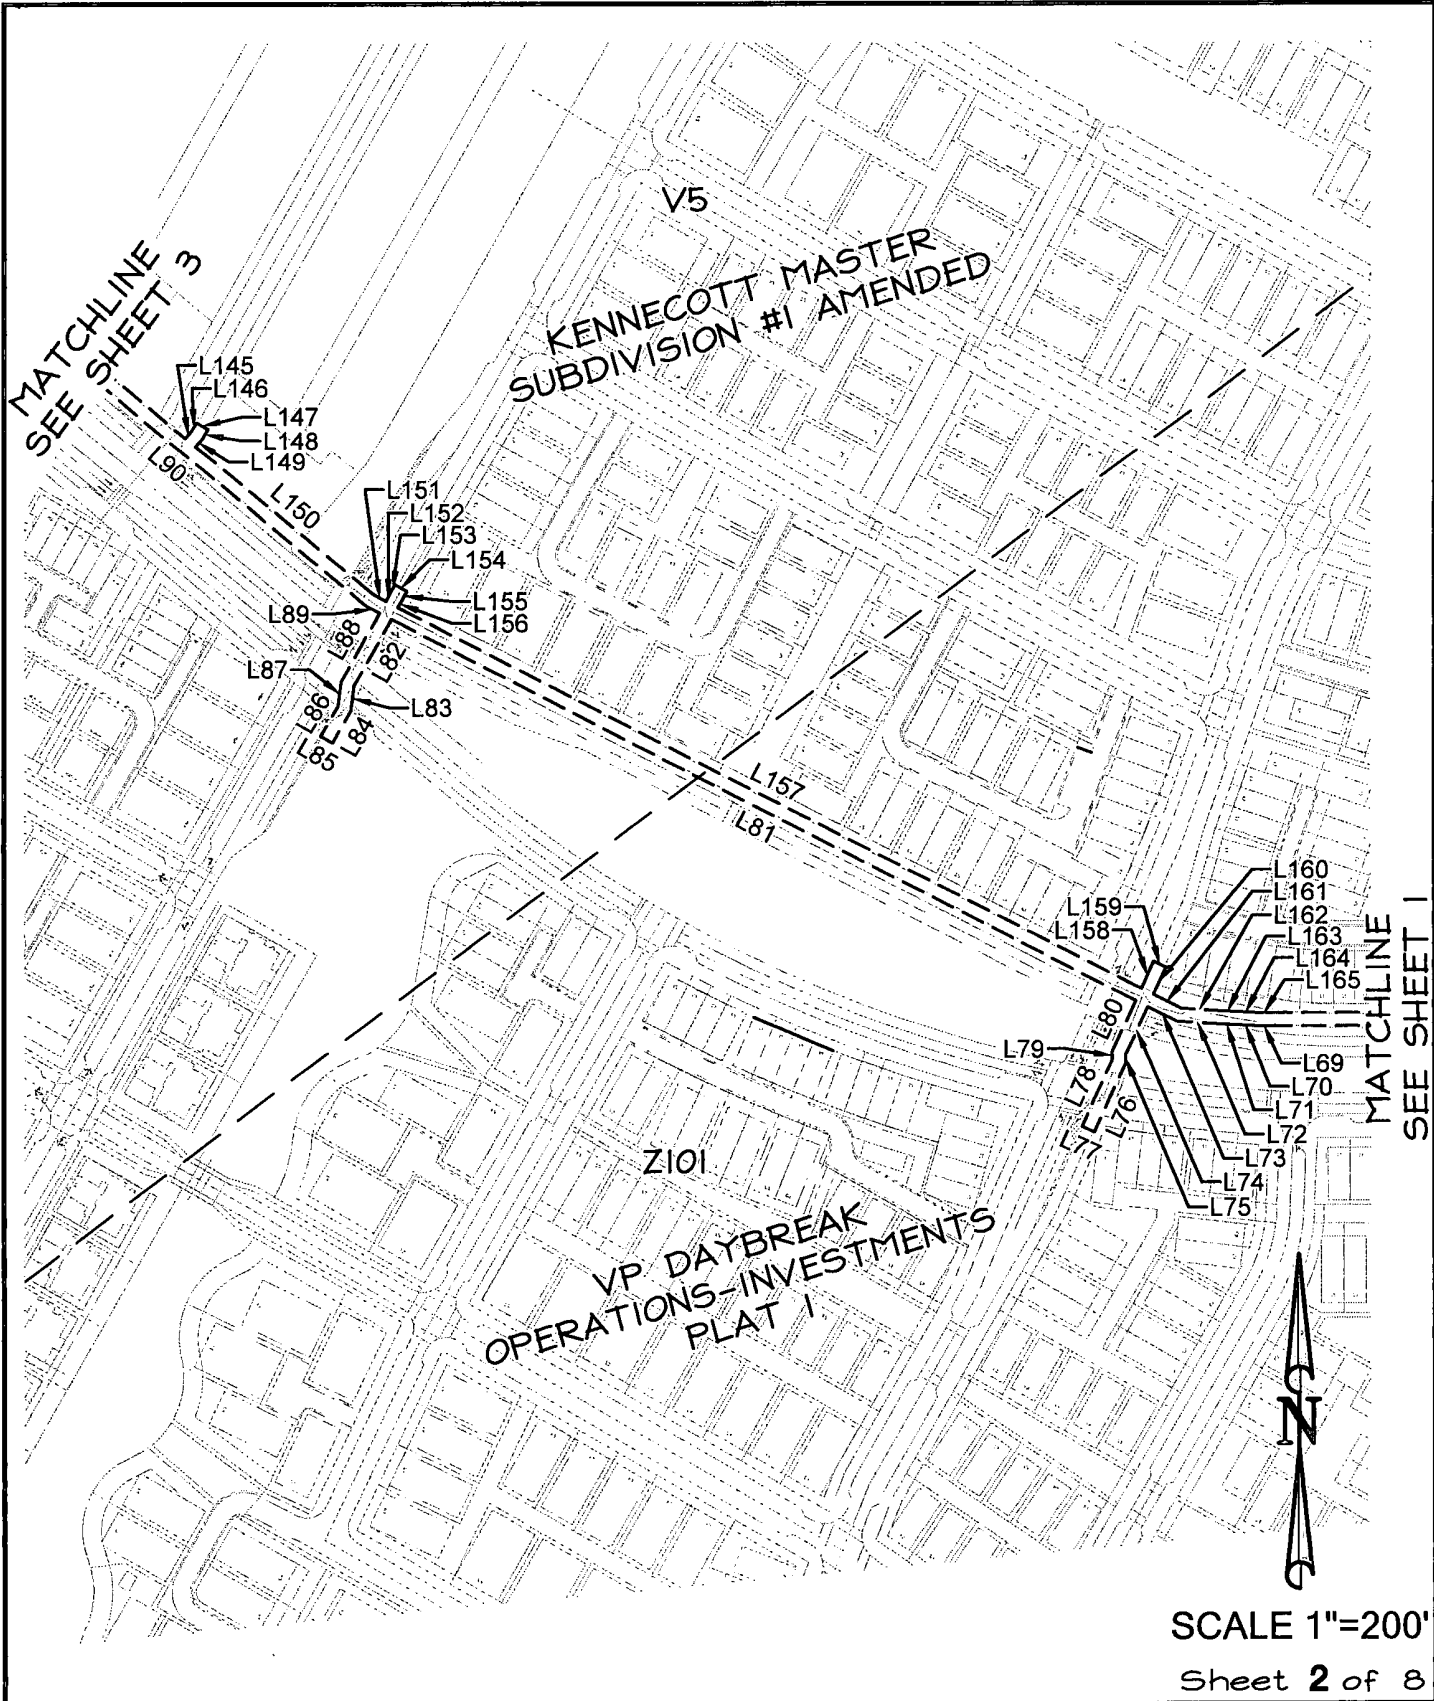 V5
KENNECOTT MASTER
SUBDIVISION #1 AMENDED
MATCHLINE
SEE SHEET 3
L145
L146
L147
L148
L149
L90
L150
L151
L152
L153
L154
L155
L156
L89
L88
L82
L87
L86
L83
L84
L85
L157
L81
L160
L161
L159
L162
L158
L163
L164
L165
MATCHLINE
SEE SHEET 1
L80
L79
L78
L76
L77
L69
L70
L71
L72
L73
L74
L75
Z101
VP DAYBREAK
OPERATIONS-INVESTMENTS
PLAT 1
N
SCALE 1"=200'
Sheet 2 of 8